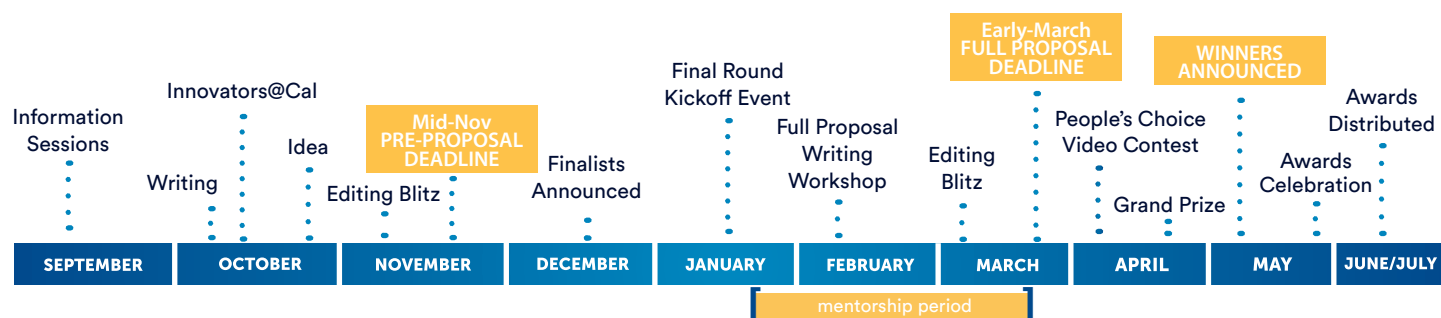 Information
Sessions
Writing
Innovators@Cal
Idea
Editing Blitz
Mid-Nov
PRE-PROPOSAL
DEADLINE
Finalists
Announced
Final Round
Kickoff Event
Full Proposal
Writing
Workshop
Editing
Blitz
Early-March
FULL PROPOSAL
DEADLINE
People’s Choice
Video Contest
Grand Prize
WINNERS
ANNOUNCED
Awards
Celebration
Awards
Distributed
SEPTEMBER
OCTOBER
NOVEMBER
DECEMBER
JANUARY
FEBRUARY
MARCH
APRIL
MAY
JUNE/JULY
mentorship period